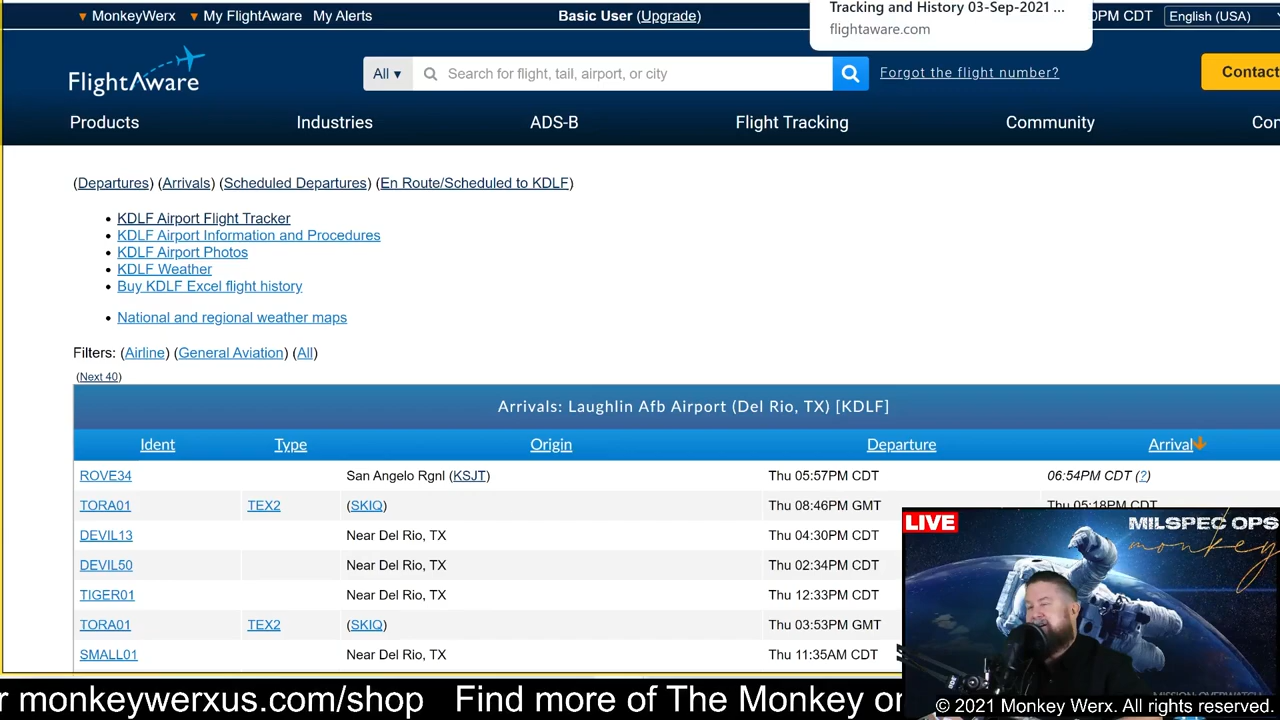 MonkeyWerx My FlightAware My Alerts Basic User (Upgrade) PM CDT English (USA)
Tracking and History 03-Sep-2021 ...
flightaware.com
FlightAware All Search for flight, tail, airport, or city Forgot the flight number? Contact
Products Industries ADS-B Flight Tracking Community
(Departures) (Arrivals) (Scheduled Departures) (En Route/Scheduled to KDLF)
• KDLF Airport Flight Tracker
• KDLF Airport Information and Procedures
• KDLF Airport Photos
• KDLF Weather
• Buy KDLF Excel flight history
• National and regional weather maps
Filters: (Airline) (General Aviation) (All)
(Next 40)
Arrivals: Laughlin Afb Airport (Del Rio, TX) [KDLF]
Ident Type Origin Departure Arrival
ROVE34 San Angelo Rgnl (KSJT) Thu 05:57PM CDT 06:54PM CDT (?)
TORA01 TEX2 (SKIQ) Thu 08:46PM GMT Thu 05:18PM CDT
DEVIL13 Near Del Rio, TX Thu 04:30PM CDT
DEVIL50 Near Del Rio, TX Thu 02:34PM CDT
TIGER01 Near Del Rio, TX Thu 12:33PM CDT
TORA01 TEX2 (SKIQ) Thu 03:53PM GMT
SMALL01 Near Del Rio, TX Thu 11:35AM CDT
LIVE MILSPEC OPS
monkey
r monkeywerxus.com/shop Find more of The Monkey on
© 2021 Monkey Werx. All rights reserved.